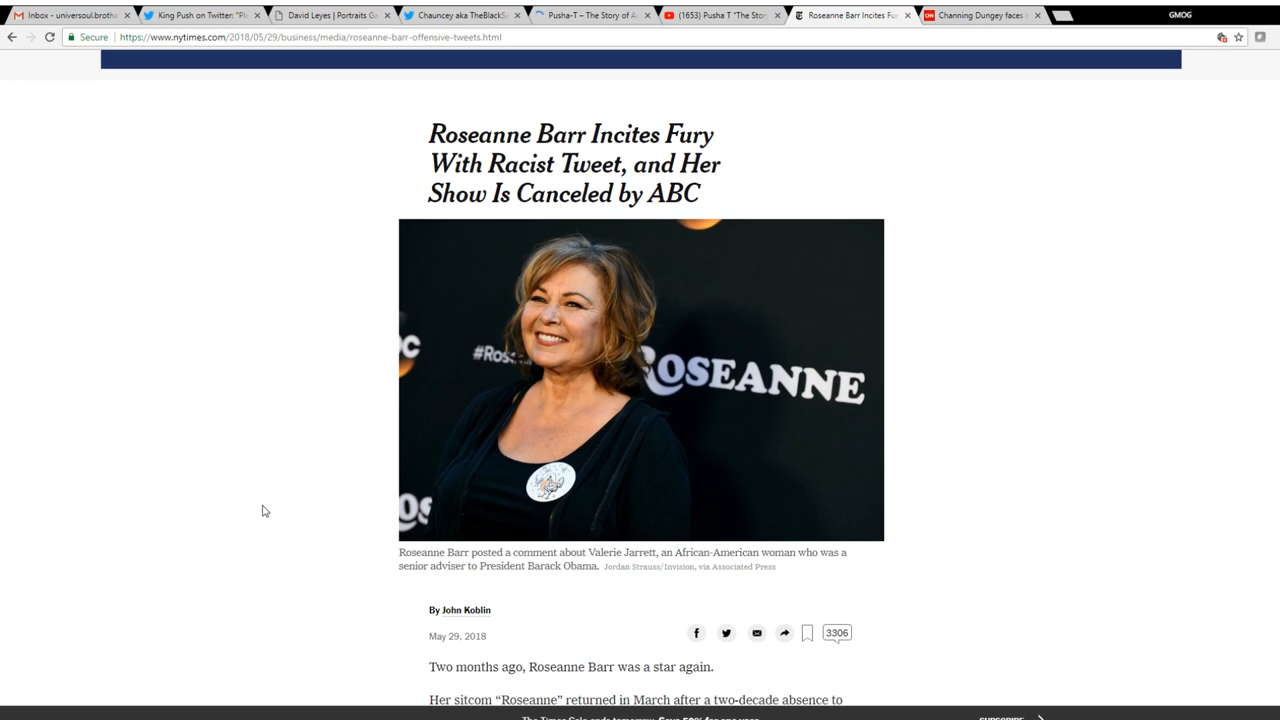 Inbox - universoul.broth
King Push on Twitter "Pl
David Leyes | Portraits G
Chauncey aka TheBlackS
Pusha-T – The Story of A
(1653) Pusha T "The Stor
Roseanne Barr Incites Fu
Channing Dungey faces
GMOG
Secure
https://www.nytimes.com/2018/05/29/business/media/roseanne-barr-offensive-tweets.html
Roseanne Barr Incites Fury
With Racist Tweet, and Her
Show Is Canceled by ABC
#Ros
ROSEANNE
Roseanne Barr posted a comment about Valerie Jarrett, an African-American woman who was a
senior adviser to President Barack Obama. Jordan Strauss/Invision, via Associated Press
By John Koblin
May 29, 2018
3306
Two months ago, Roseanne Barr was a star again.
Her sitcom “Roseanne” returned in March after a two-decade absence to